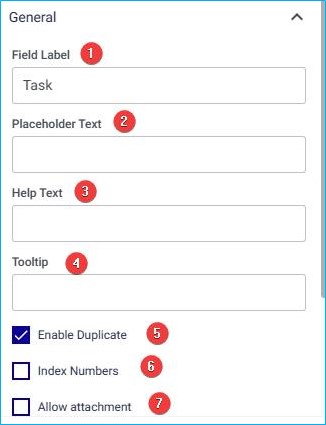 General
Field Label 1
Task
Placeholder Text 2
Help Text 3
Tooltip 4
Enable Duplicate 5
Index Numbers 6
Allow attachment 7